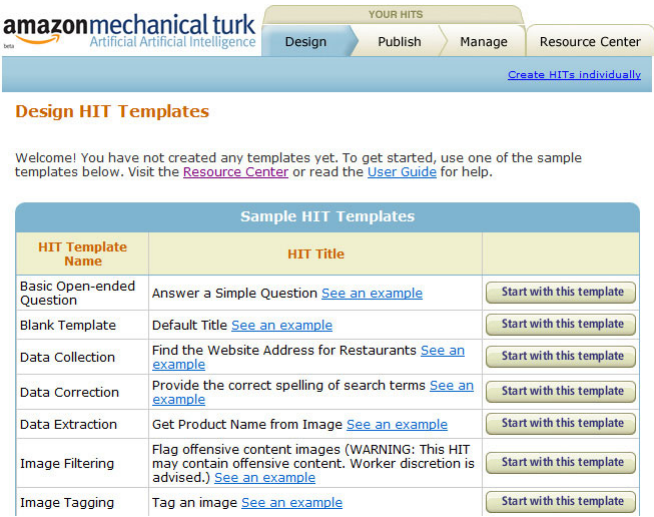 YOUR HITS
amazonmechanical turk
beta
Artificial Artificial Intelligence
Design
Publish
Manage
Resource Center
Create HITs individually
Design HIT Templates
Welcome! You have not created any templates yet. To get started, use one of the sample
templates below. Visit the Resource Center or read the User Guide for help.
Sample HIT Templates
HIT Template
Name
HIT Title
Basic Open-ended
Question
Answer a Simple Question See an example
Start with this template
Blank Template
Default Title See an example
Start with this template
Data Collection
Find the Website Address for Restaurants See an
example
Start with this template
Data Correction
Provide the correct spelling of search terms See an
example
Start with this template
Data Extraction
Get Product Name from Image See an example
Start with this template
Image Filtering
Flag offensive content images (WARNING: This HIT
may contain offensive content. Worker discretion is
advised.) See an example
Start with this template
Image Tagging
Tag an image See an example
Start with this template